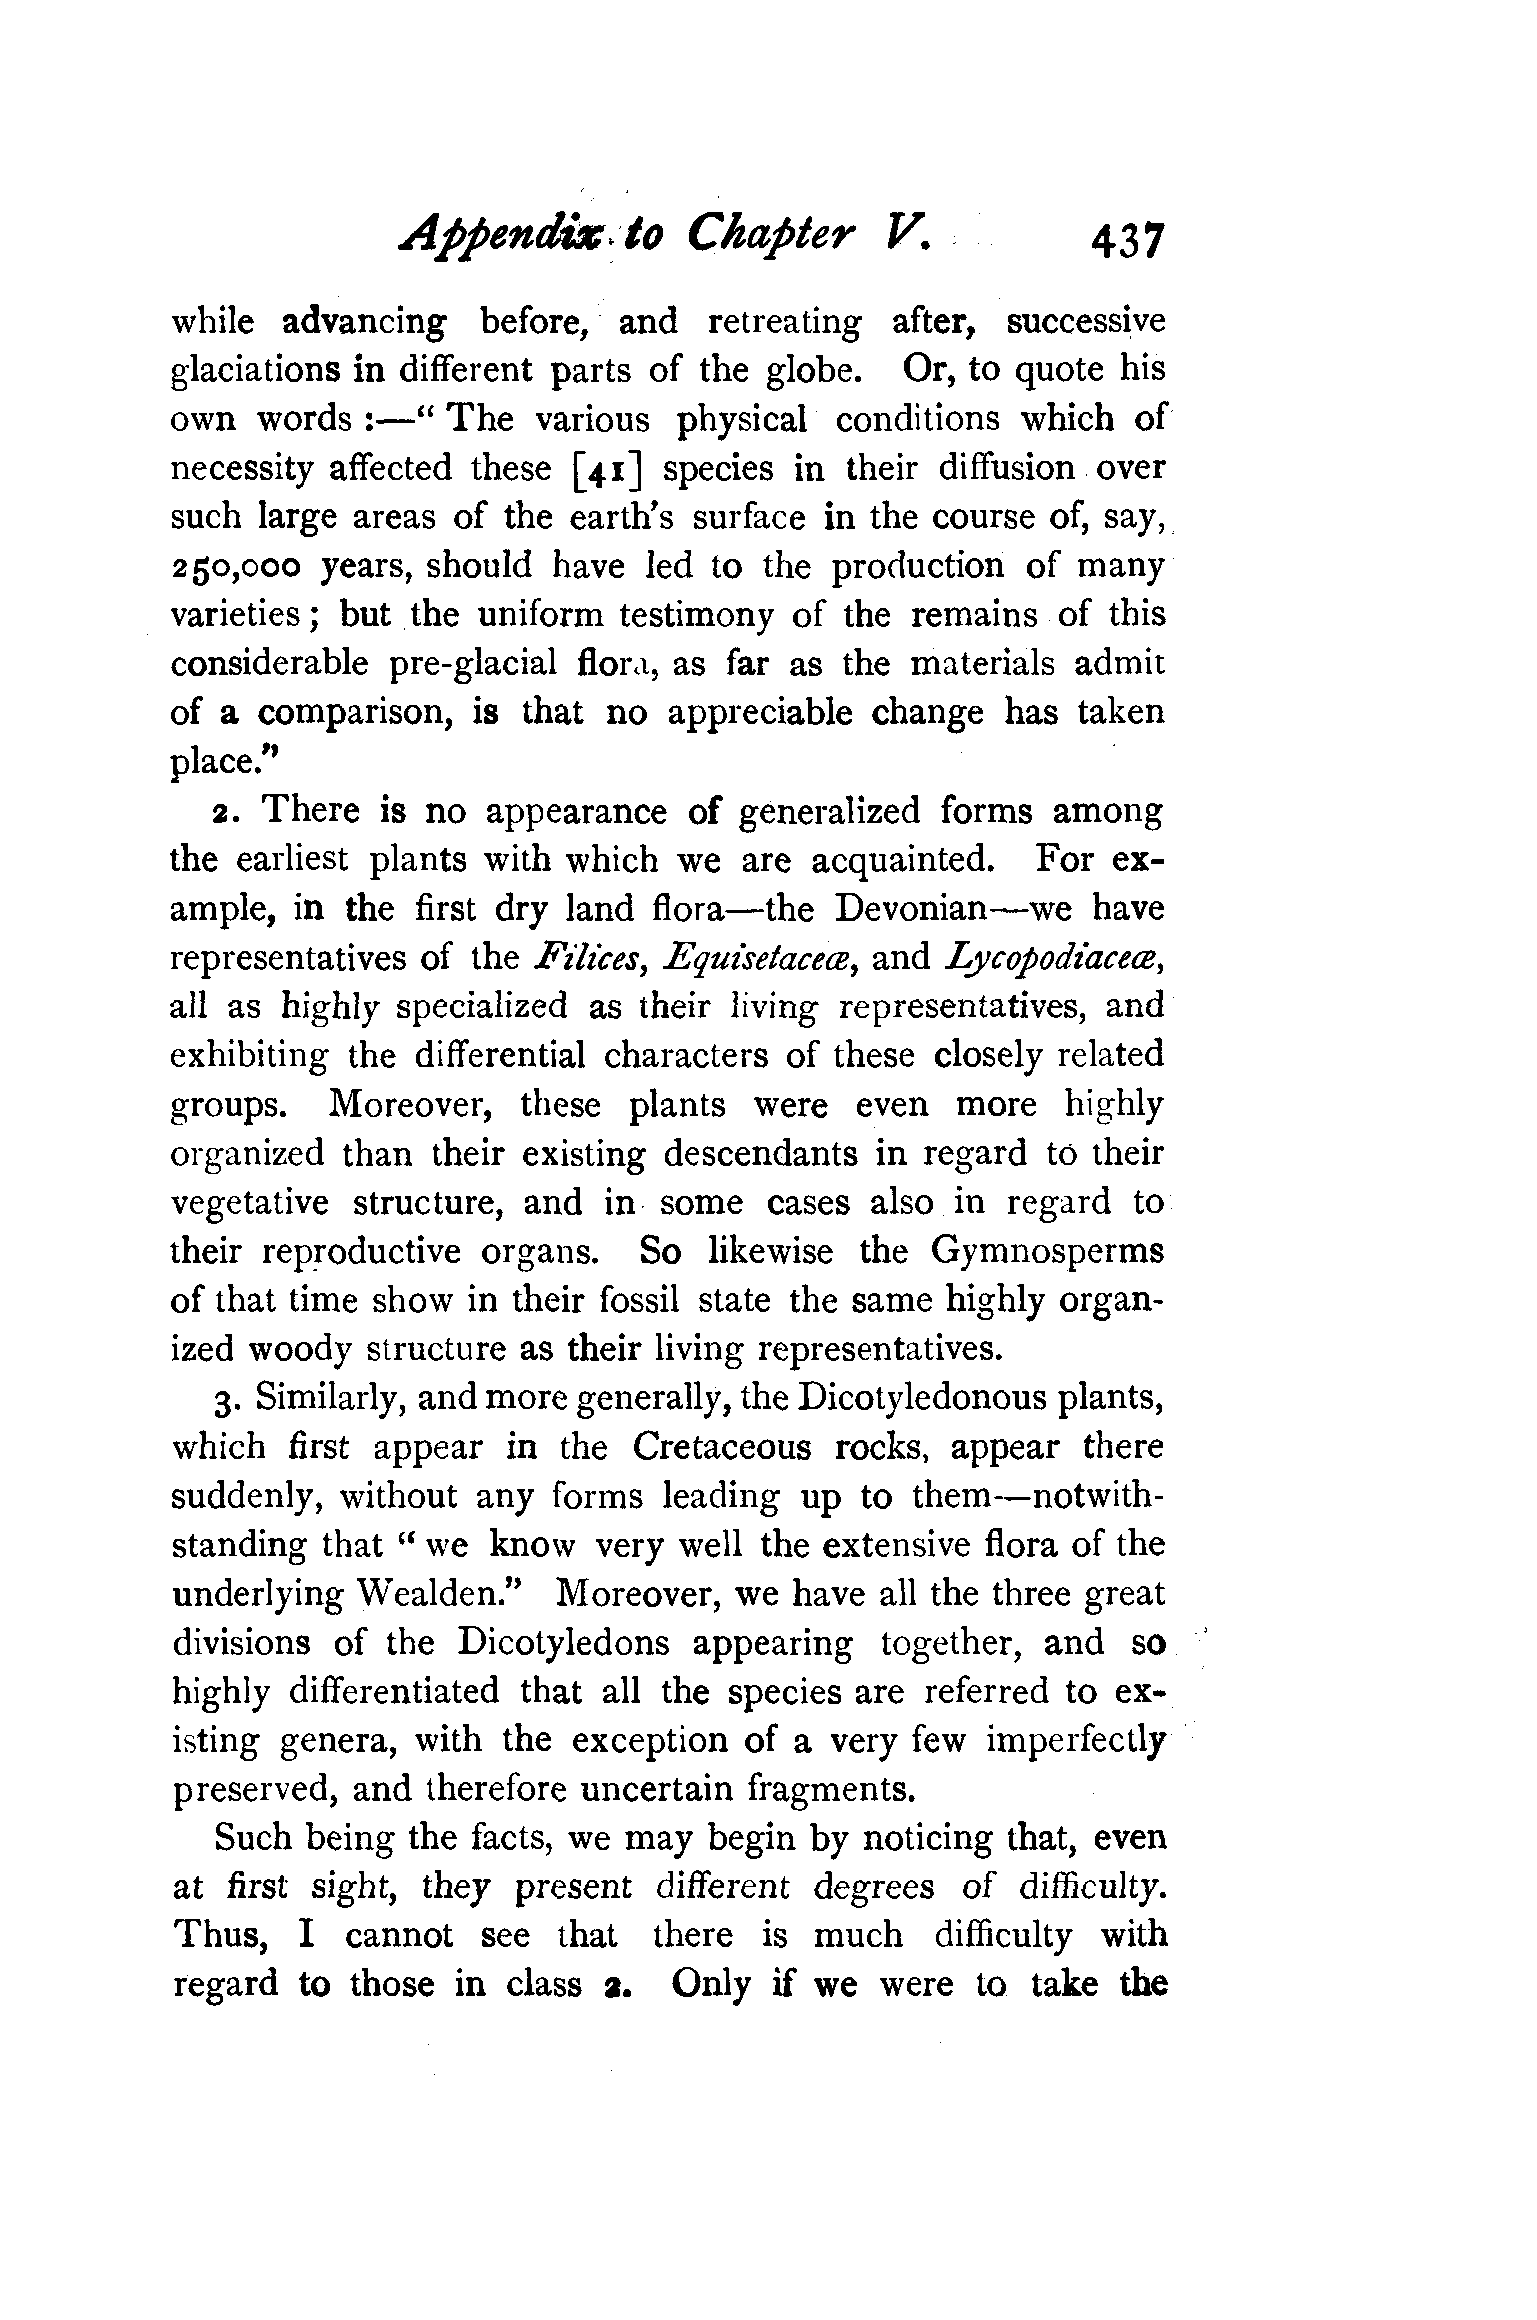 Appendix to Chapter V. 437
while advancing before, and retreating after, successive
glaciations in different parts of the globe. Or, to quote his
own words :—" The various physical conditions which of
necessity affected these [41] species in their diffusion over
such large areas of the earth's surface in the course of, say,
250,000 years, should have led to the production of many
varieties ; but the uniform testimony of the remains of this
considerable pre-glacial flora, as far as the materials admit
of a comparison, is that no appreciable change has taken
place."
2. There is no appearance of generalized forms among
the earliest plants with which we are acquainted. For ex-
ample, in the first dry land flora—the Devonian—we have
representatives of the Filices, Equisetaceæ, and Lycopodiaceæ,
all as highly specialized as their living representatives, and
exhibiting the differential characters of these closely related
groups. Moreover, these plants were even more highly
organized than their existing descendants in regard to their
vegetative structure, and in some cases also in regard to
their reproductive organs. So likewise the Gymnosperms
of that time show in their fossil state the same highly organ-
ized woody structure as their living representatives.
3. Similarly, and more generally, the Dicotyledonous plants,
which first appear in the Cretaceous rocks, appear there
suddenly, without any forms leading up to them—notwith-
standing that " we know very well the extensive flora of the
underlying Wealden." Moreover, we have all the three great
divisions of the Dicotyledons appearing together, and so
highly differentiated that all the species are referred to ex-
isting genera, with the exception of a very few imperfectly
preserved, and therefore uncertain fragments.
Such being the facts, we may begin by noticing that, even
at first sight, they present different degrees of difficulty.
Thus, I cannot see that there is much difficulty with
regard to those in class 2. Only if we were to take the